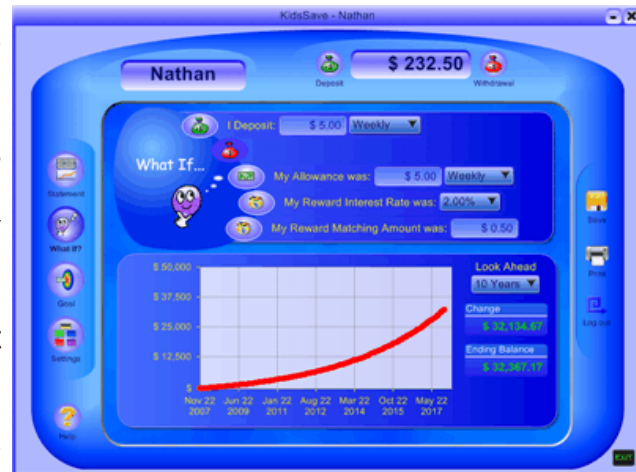 KidsSave - Nathan
Nathan
Deposit
$ 232.50
Withdrawal
I Deposit: $ 5.00 Weekly
What If...
My Allowance was: $ 5.00 Weekly
My Reward Interest Rate was: 2.00%
My Reward Matching Amount was: $ 0.50
Statement
What If?
Goal
Settings
Help
Save
Print
Log out
$ 50,000
$ 37,500
$ 25,000
$ 12,500
$
Nov 22 Jun 22 Jan 22 Aug 22 Mar 22 Oct 22 May 22
2007 2009 2011 2012 2014 2015 2017
Look Ahead
10 Years
Change
$ 32,134.67
Ending Balance
$ 32,367.17
EXIT